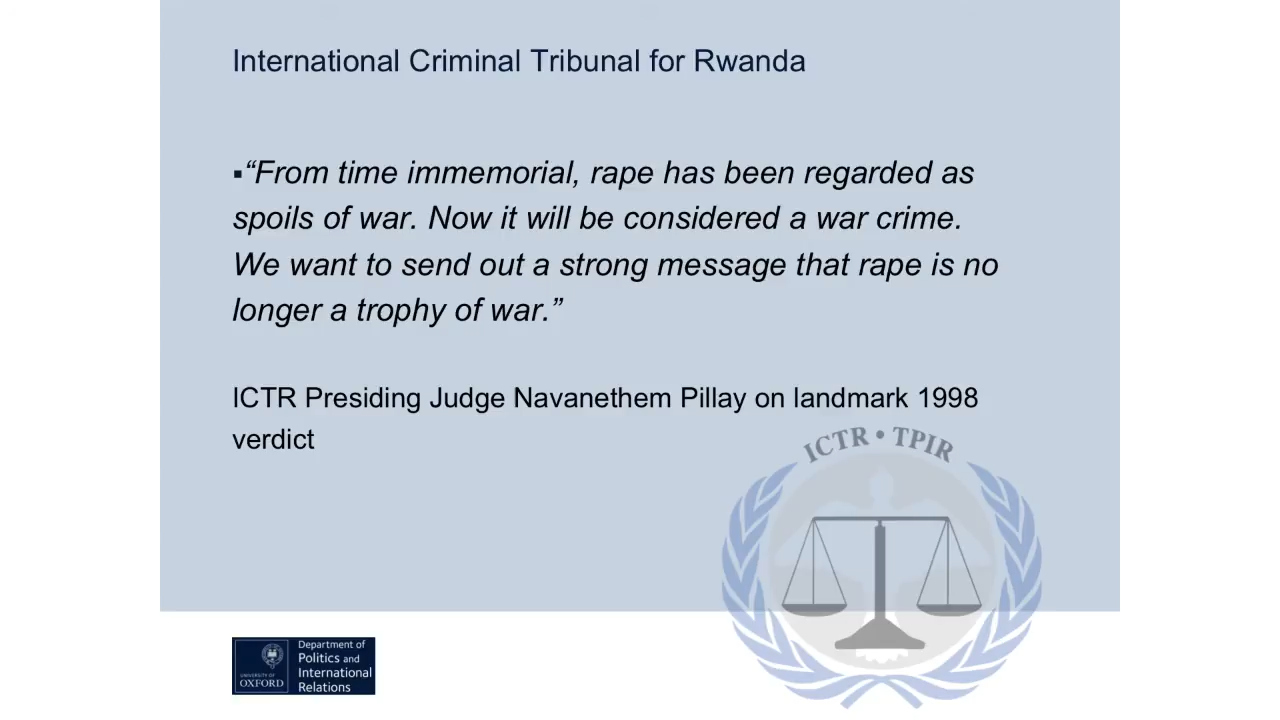 International Criminal Tribunal for Rwanda
▪“From time immemorial, rape has been regarded as
spoils of war. Now it will be considered a war crime.
We want to send out a strong message that rape is no
longer a trophy of war.”
ICTR Presiding Judge Navanethem Pillay on landmark 1998
verdict
ICTR • TPIR
UNIVERSITY OF
OXFORD
Department of
Politics and
International
Relations